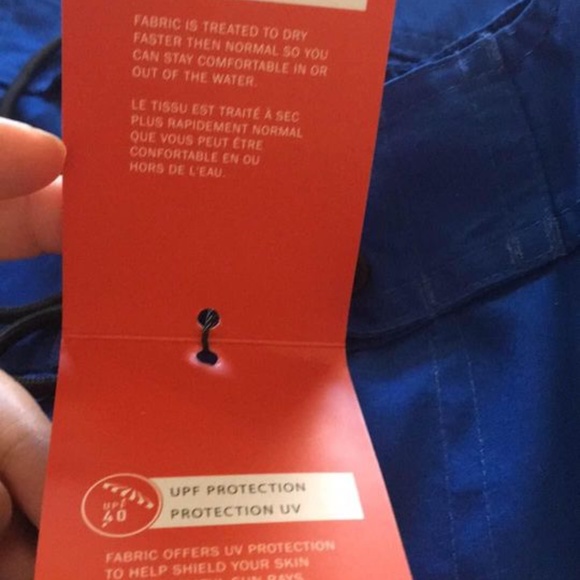 FABRIC IS TREATED TO DRY
FASTER THEN NORMAL SO YOU
CAN STAY COMFORTABLE IN OR
OUT OF THE WATER.
LE TISSU EST TRAITÉ À SEC
PLUS RAPIDEMENT NORMAL
QUE VOUS PEUT ÊTRE
CONFORTABLE EN OU
HORS DE L'EAU.
UPF
40
UPF PROTECTION
PROTECTION UV
FABRIC OFFERS UV PROTECTION
TO HELP SHIELD YOUR SKIN
SUN RAYS